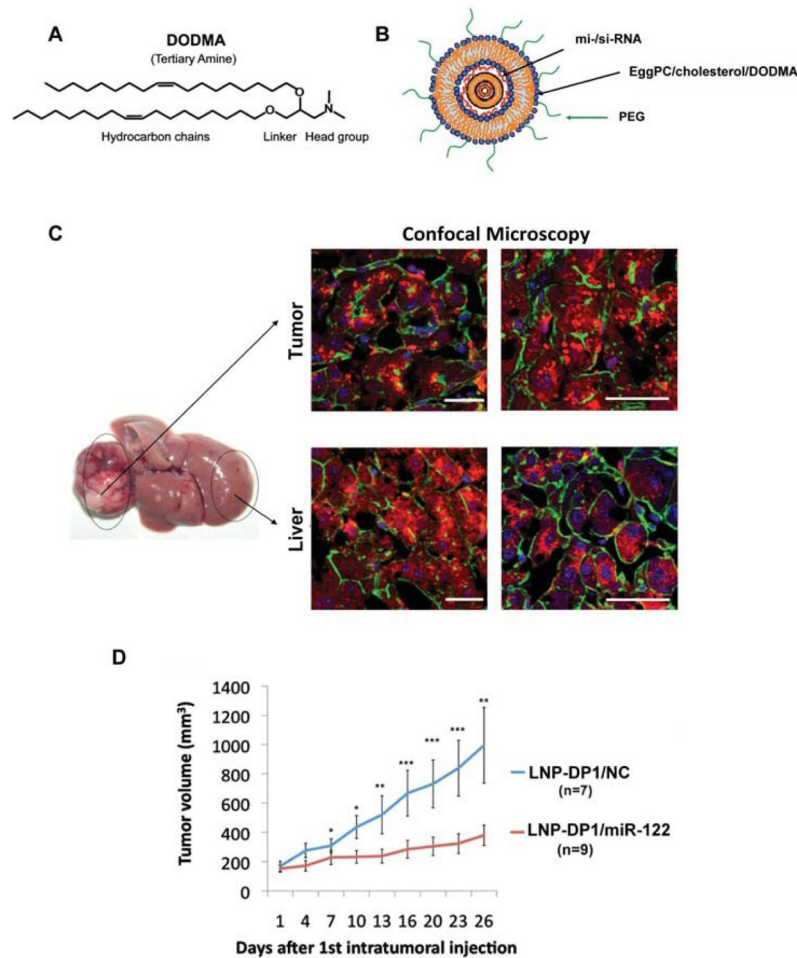 A
DODMA
(Tertiary Amine)
O
O
N
Hydrocarbon chains
Linker
Head group
B
mi-/si-RNA
EggPC/cholesterol/DODMA
PEG
C
Confocal Microscopy
Tumor
Liver
D
Tumor volume (mm³)
1400
1200
1000
800
600
400
200
0
* * ** *** *** *** **
1 4 7 10 13 16 20 23 26
Days after 1st intratumoral injection
LNP-DP1/NC
(n=7)
LNP-DP1/miR-122
(n=9)